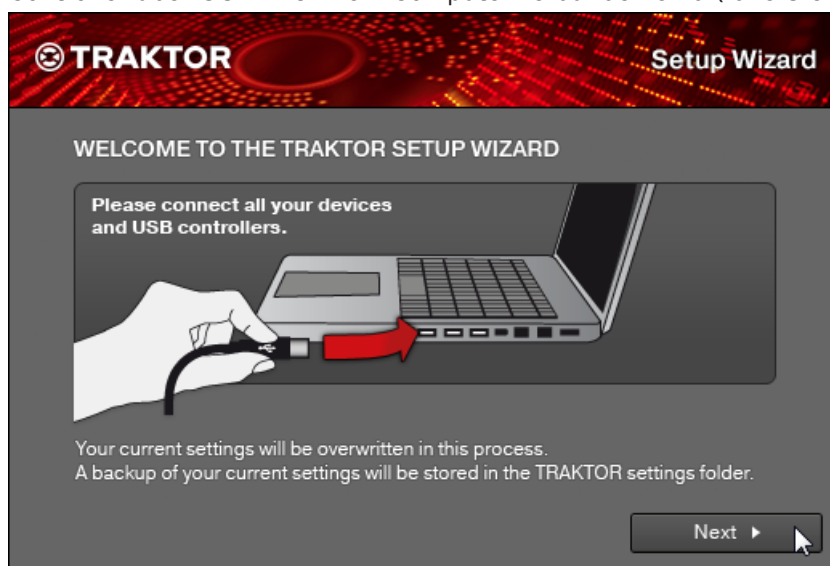 TRAKTOR
Setup Wizard
WELCOME TO THE TRAKTOR SETUP WIZARD
Please connect all your devices
and USB controllers.
Your current settings will be overwritten in this process.
A backup of your current settings will be stored in the TRAKTOR settings folder.
Next